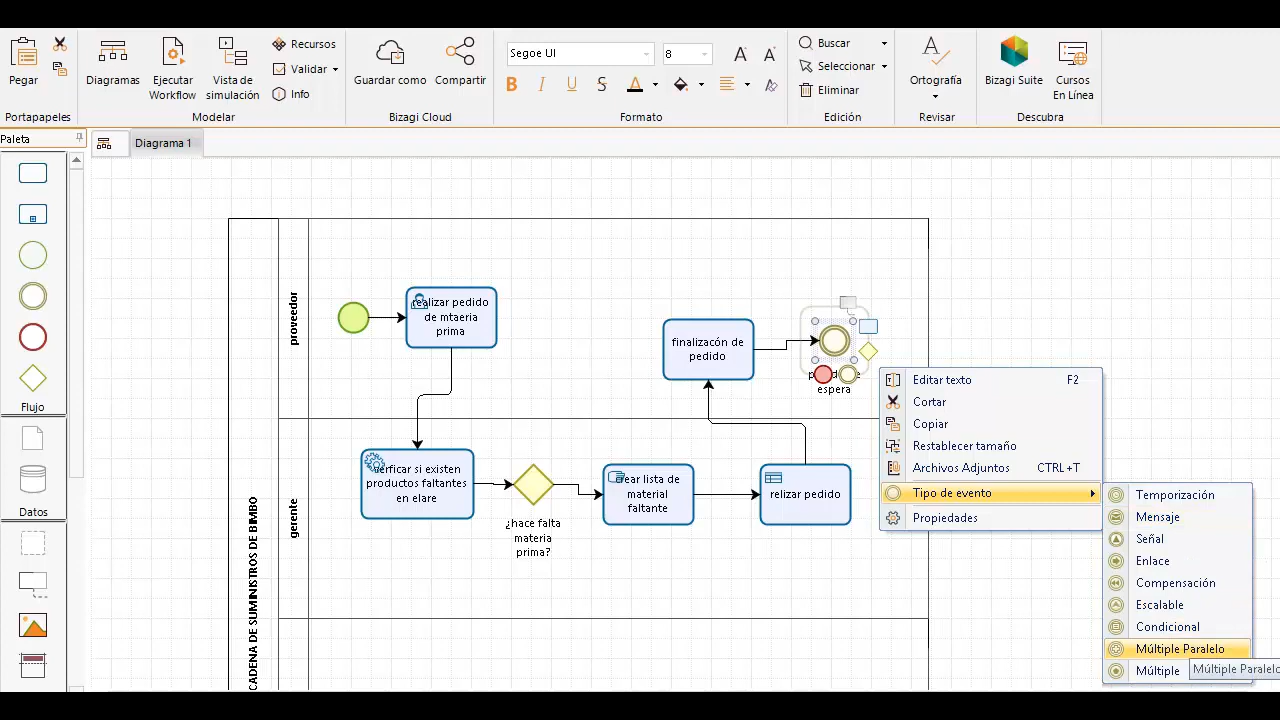 Pegar
Portapapeles
Diagramas
Ejecutar
Workflow
Vista de
simulación
Recursos
Validar
Info
Modelar
Guardar como
Compartir
Bizagi Cloud
Segoe UI
8
A
A
B
I
U
S
A
Formato
Buscar
Seleccionar
Eliminar
Edición
A
Ortografía
Revisar
Bizagi Suite
Cursos
En Línea
Descubra
Paleta
Diagrama 1
Flujo
Datos
CADENA DE SUMINISTROS DE BIMBO
proveedor
realizar pedido
de mtaeria
prima
finalizacón de
pedido
espera
gerente
verficar si existen
productos faltantes
en elare
¿hace falta
materia
prima?
crear lista de
material
faltante
relizar pedido
Editar texto F2
Cortar
Copiar
Restablecer tamaño
Archivos Adjuntos CTRL+T
Tipo de evento
Propiedades
Temporización
Mensaje
Señal
Enlace
Compensación
Escalable
Condicional
Múltiple Paralelo
Múltiple
Múltiple Paralelo